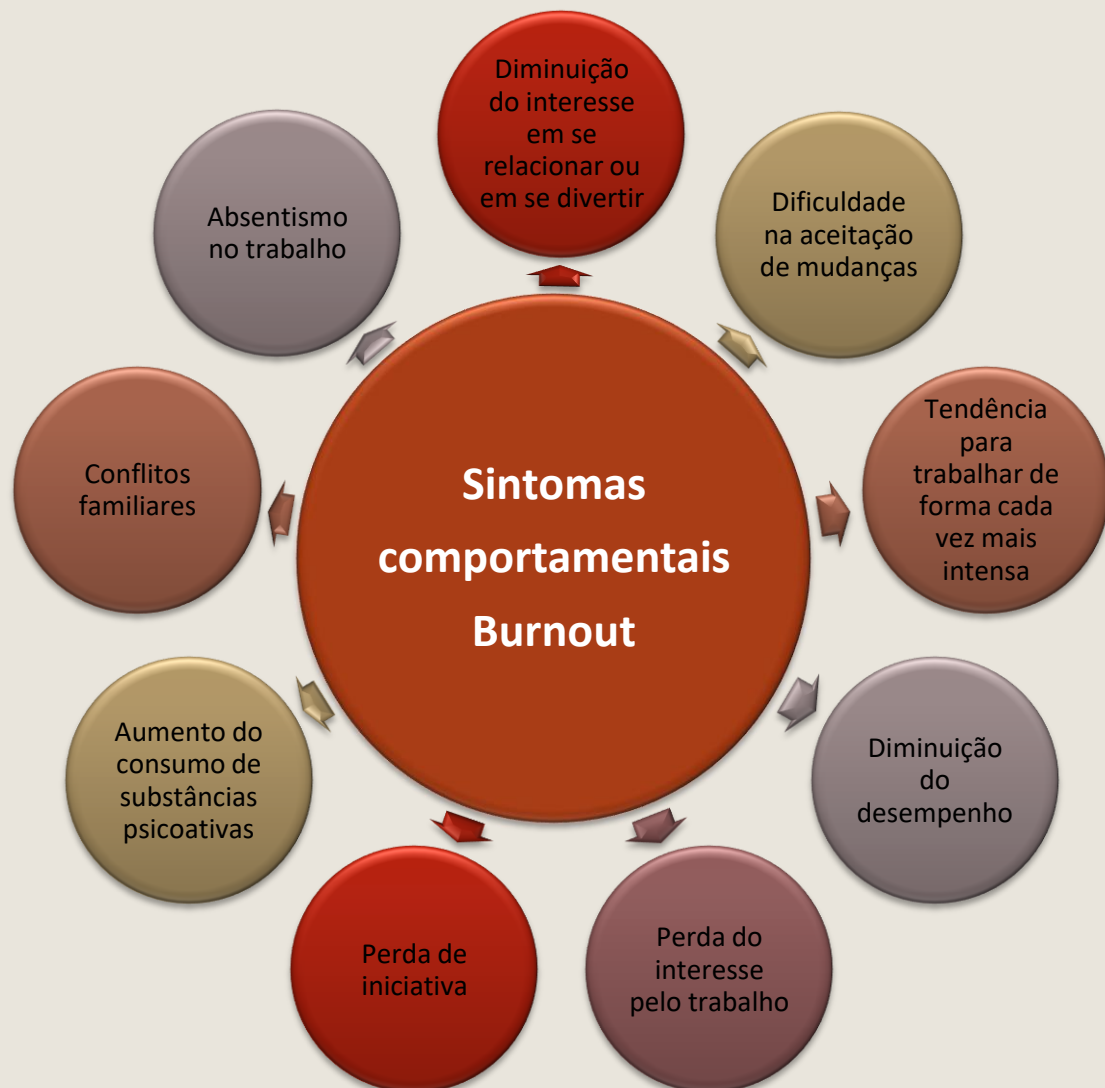 Diminuição
do interesse
em se
relacionar ou
em se divertir
Dificuldade
na aceitação
de mudanças
Tendência
para
trabalhar de
forma cada
vez mais
intensa
Diminuição
do
desempenho
Perda do
interesse
pelo trabalho
Perda de
iniciativa
Aumento do
consumo de
substâncias
psicoativas
Conflitos
familiares
Absentismo
no trabalho
Sintomas
comportamentais
Burnout